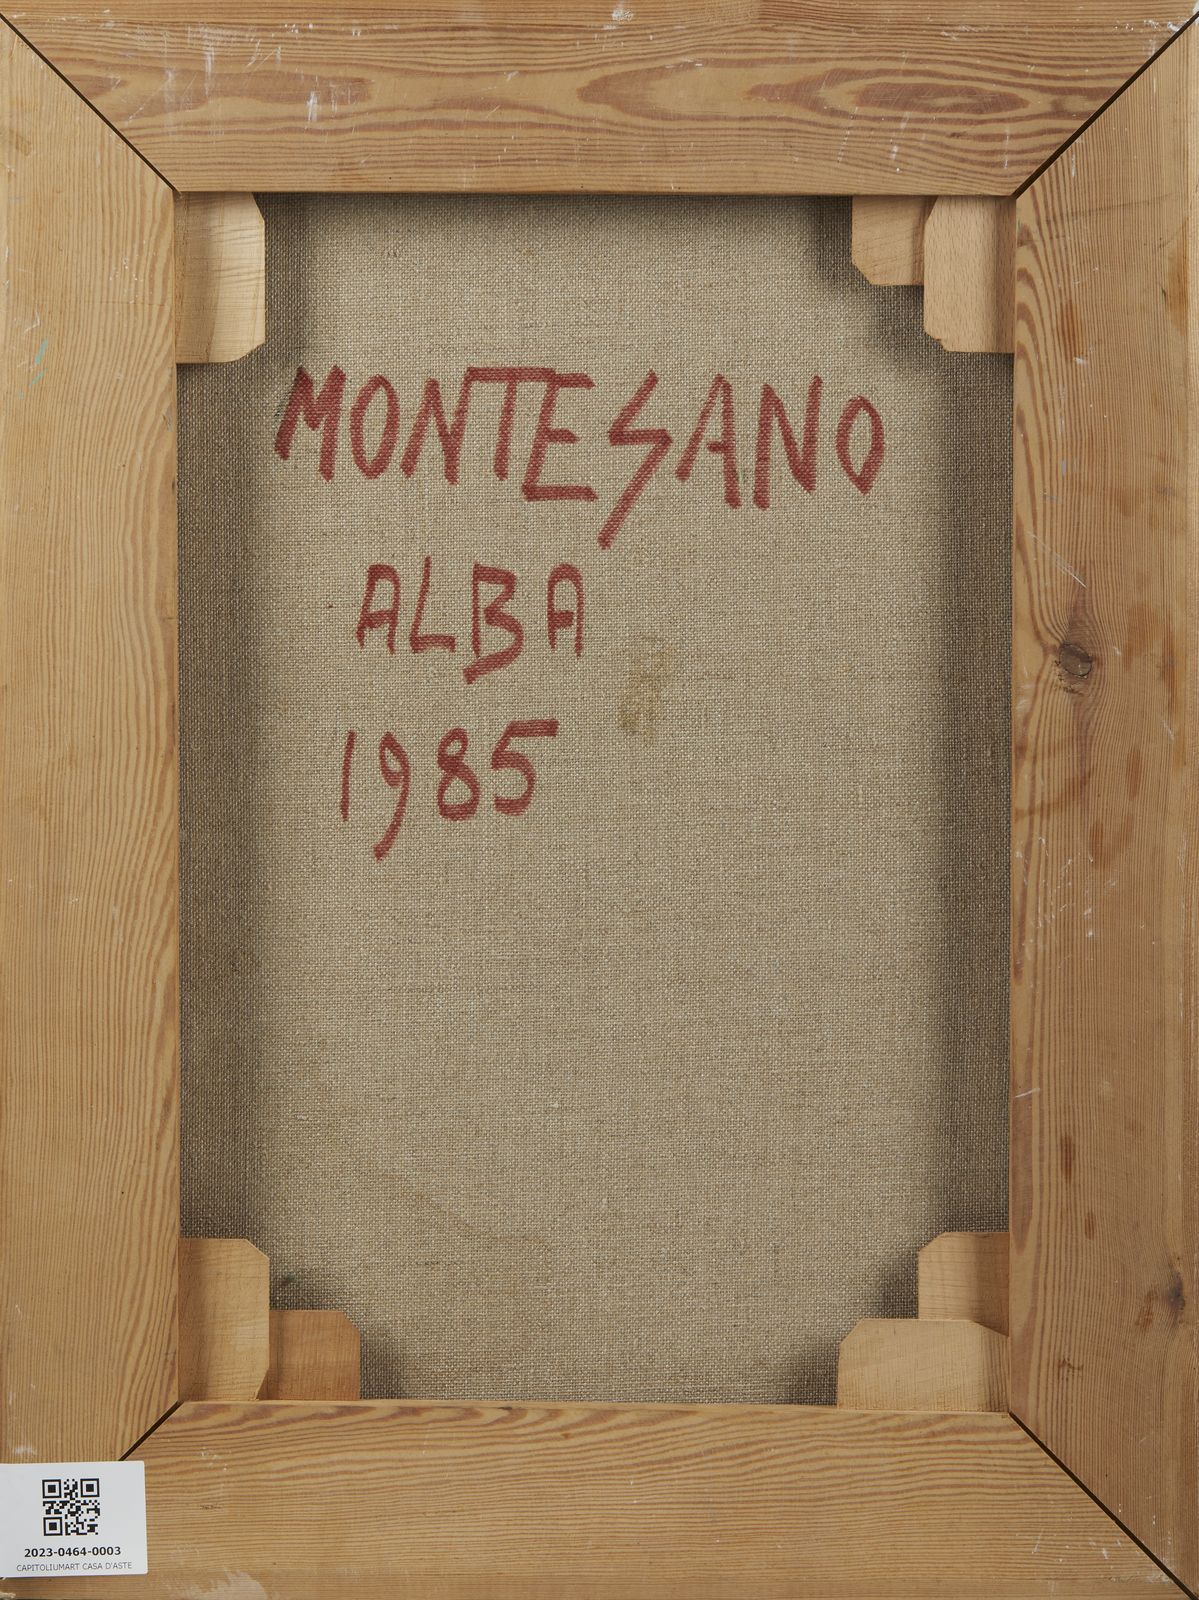 MONTESANO
ALBA
1985
2023-0464-0003
CAPITOLIUMART CASA D'ASTE